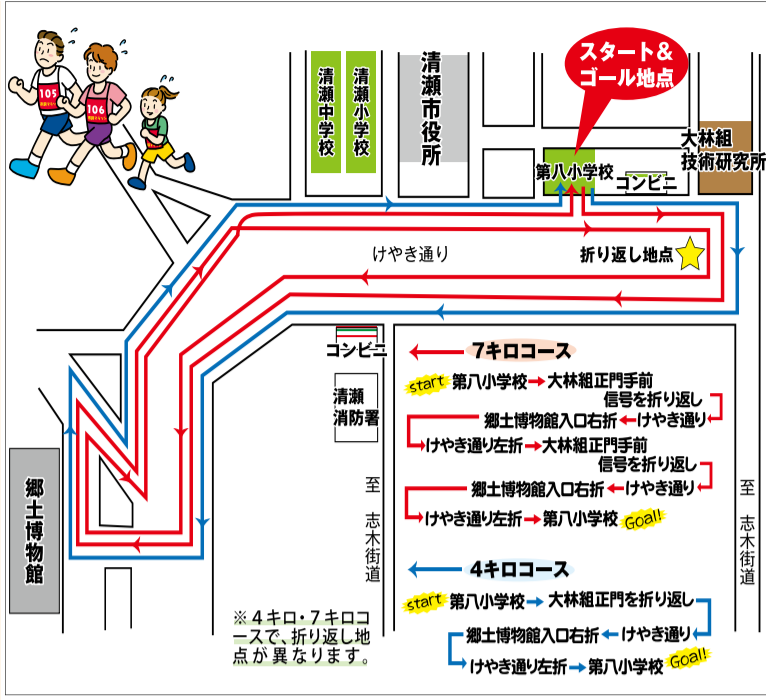 105
106
清瀬中学校
清瀬小学校
清瀬市役所
スタート&
ゴール地点
第八小学校
コンビニ
大林組
技術研究所
けやき通り
折り返し地点
コンビニ
清瀬
消防署
郷土博物館
至 志木街道
至 志木街道
7キロコース
start 第八小学校→大林組正門手前
信号を折り返し
郷土博物館入口右折←けやき通り
けやき通り左折→大林組正門手前
信号を折り返し
郷土博物館入口右折←けやき通り
けやき通り左折→第八小学校 Goal!
4キロコース
start 第八小学校→大林組正門を折り返し
郷土博物館入口右折←けやき通り
けやき通り左折→第八小学校 Goal!
※4キロ・7キロコ
ースで、折り返し地
点が異なります。